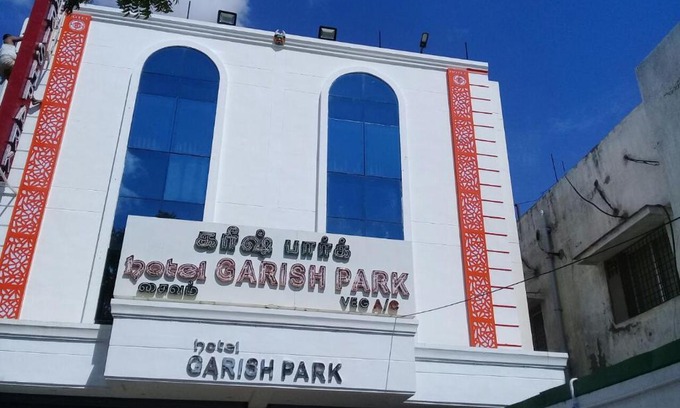 கரீஷ் பார்க்
hotel GARISH PARK
சைவம் VEG A/C
hotel
GARISH PARK